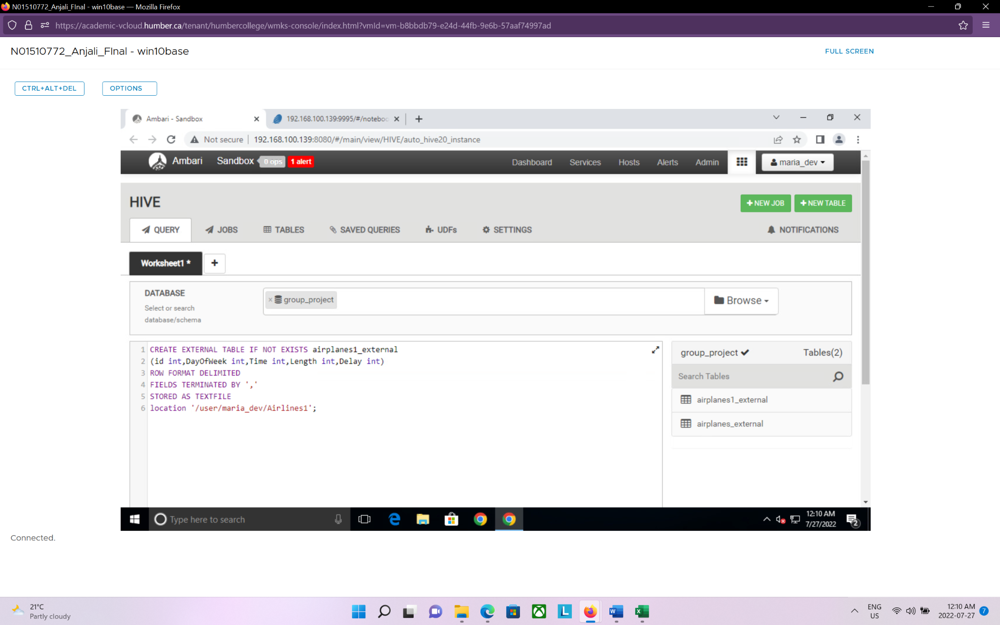 N01510772_Anjali_FInal - win10base — Mozilla Firefox
https://academic-vcloud.humber.ca/tenant/humbercollege/wmks-console/index.html?vmId=vm-b8bbdb79-e24d-44fb-9e6b-57aaf74997ad
N01510772_Anjali_FInal - win10base
FULL SCREEN
CTRL+ALT+DEL
OPTIONS
Ambari - Sandbox
192.168.100.139:9995/#/noteboo
Not secure
192.168.100.139:8080/#/main/view/HIVE/auto_hive20_instance
Ambari Sandbox 0 ops 1 alert
Dashboard Services Hosts Alerts Admin maria_dev
HIVE
+ NEW JOB + NEW TABLE
QUERY JOBS TABLES SAVED QUERIES UDFs SETTINGS NOTIFICATIONS
Worksheet1 * +
DATABASE
Select or search
database/schema
× group_project
Browse
1 CREATE EXTERNAL TABLE IF NOT EXISTS airplanes1_external
2 (id int,DayOfWeek int,Time int,Length int,Delay int)
3 ROW FORMAT DELIMITED
4 FIELDS TERMINATED BY ','
5 STORED AS TEXTFILE
6 location '/user/maria_dev/Airlines1';
group_project Tables(2)
Search Tables
airplanes1_external
airplanes_external
Type here to search
12:10 AM
7/27/2022
2
Connected.
21°C
Partly cloudy
ENG
US
12:10 AM
2022-07-27
7